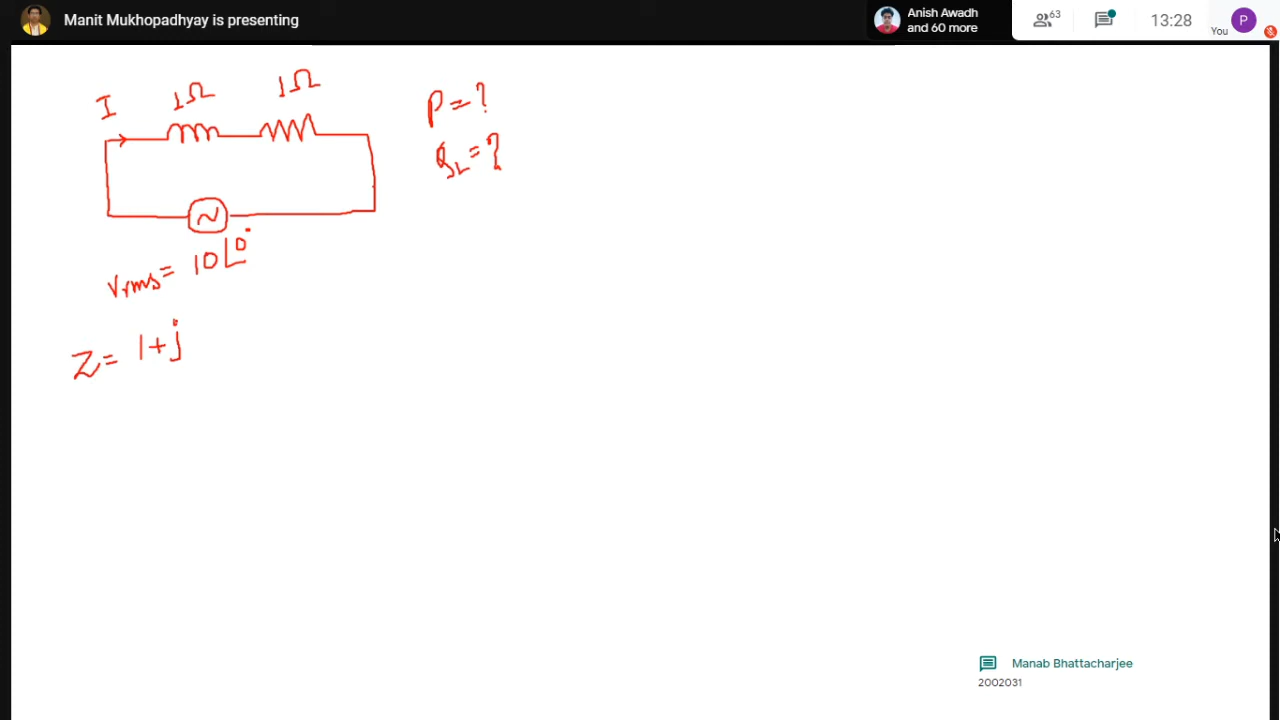 Manit Mukhopadhyay is presenting
Anish Awadh
and 60 more
63
13:28
You
P
I
1Ω
1Ω
P = ?
Q_L = ?
Vrms = 10∠0°
Z = 1+j
Manab Bhattacharjee
2002031